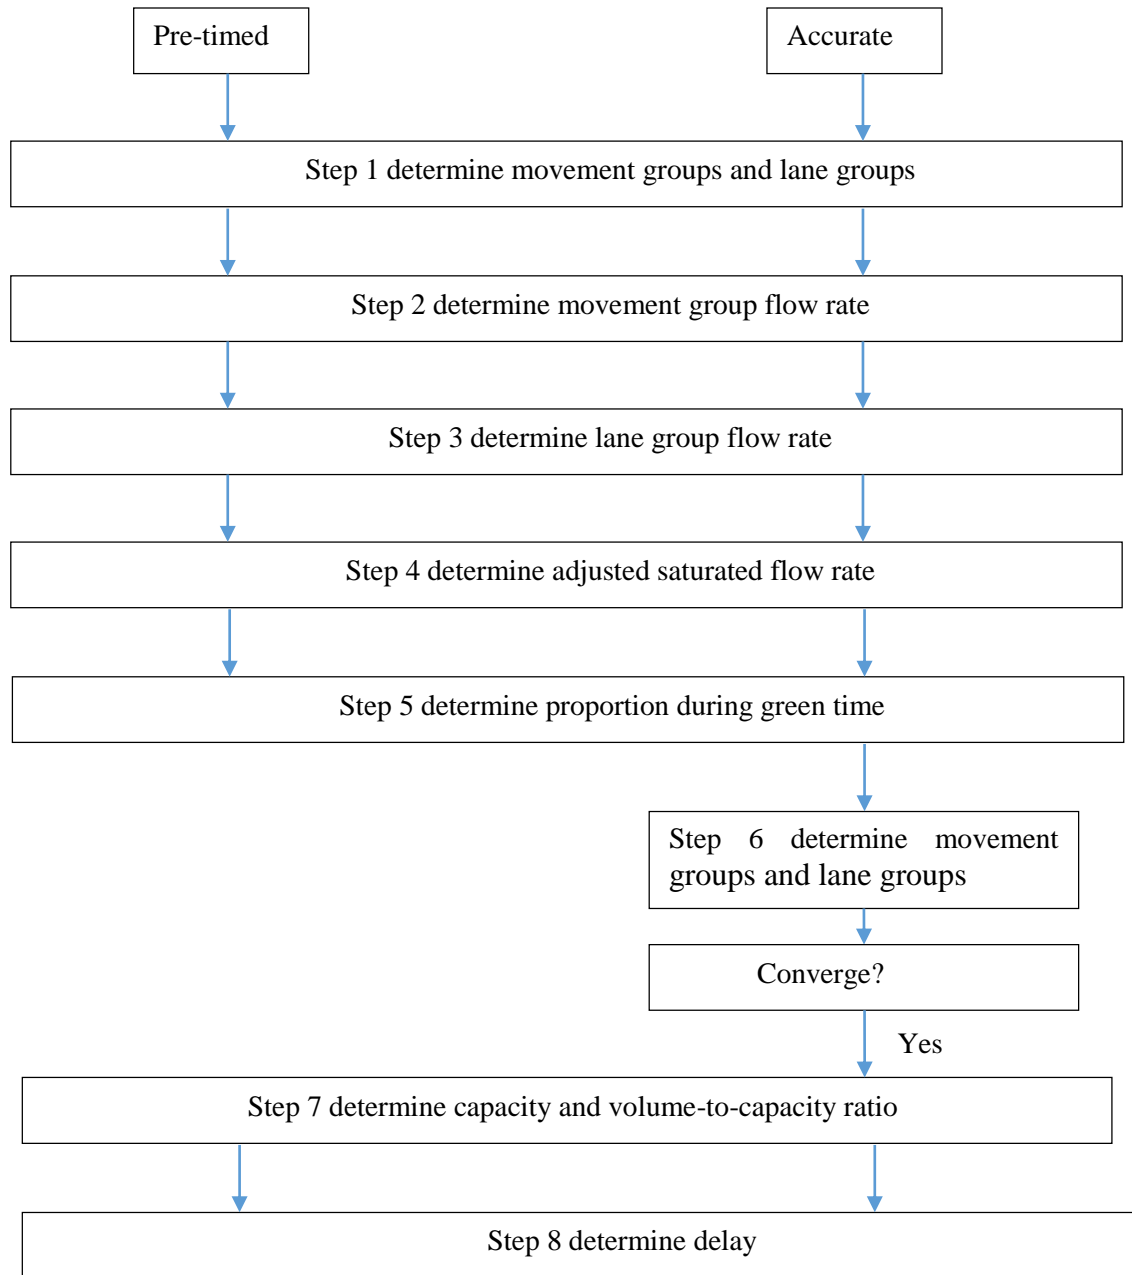 Pre-timed
Accurate
Step 1 determine movement groups and lane groups
Step 2 determine movement group flow rate
Step 3 determine lane group flow rate
Step 4 determine adjusted saturated flow rate
Step 5 determine proportion during green time
Step 6 determine movement
groups and lane groups
Converge?
Yes
Step 7 determine capacity and volume-to-capacity ratio
Step 8 determine delay